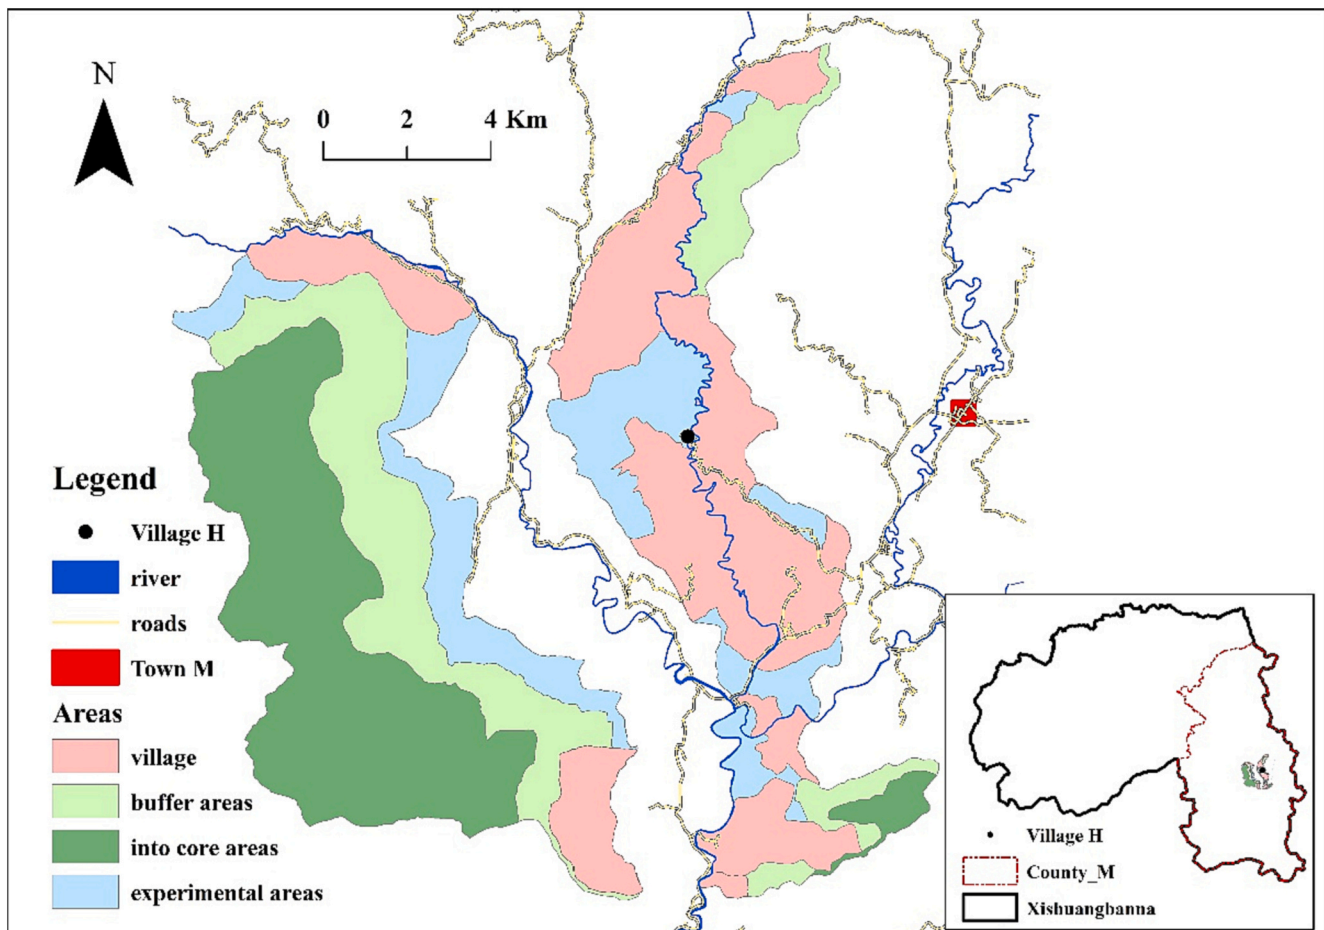 N
0 2 4 Km
Legend
Village H
river
roads
Town M
Areas
village
buffer areas
into core areas
experimental areas
Village H
County_M
Xishuangbanna